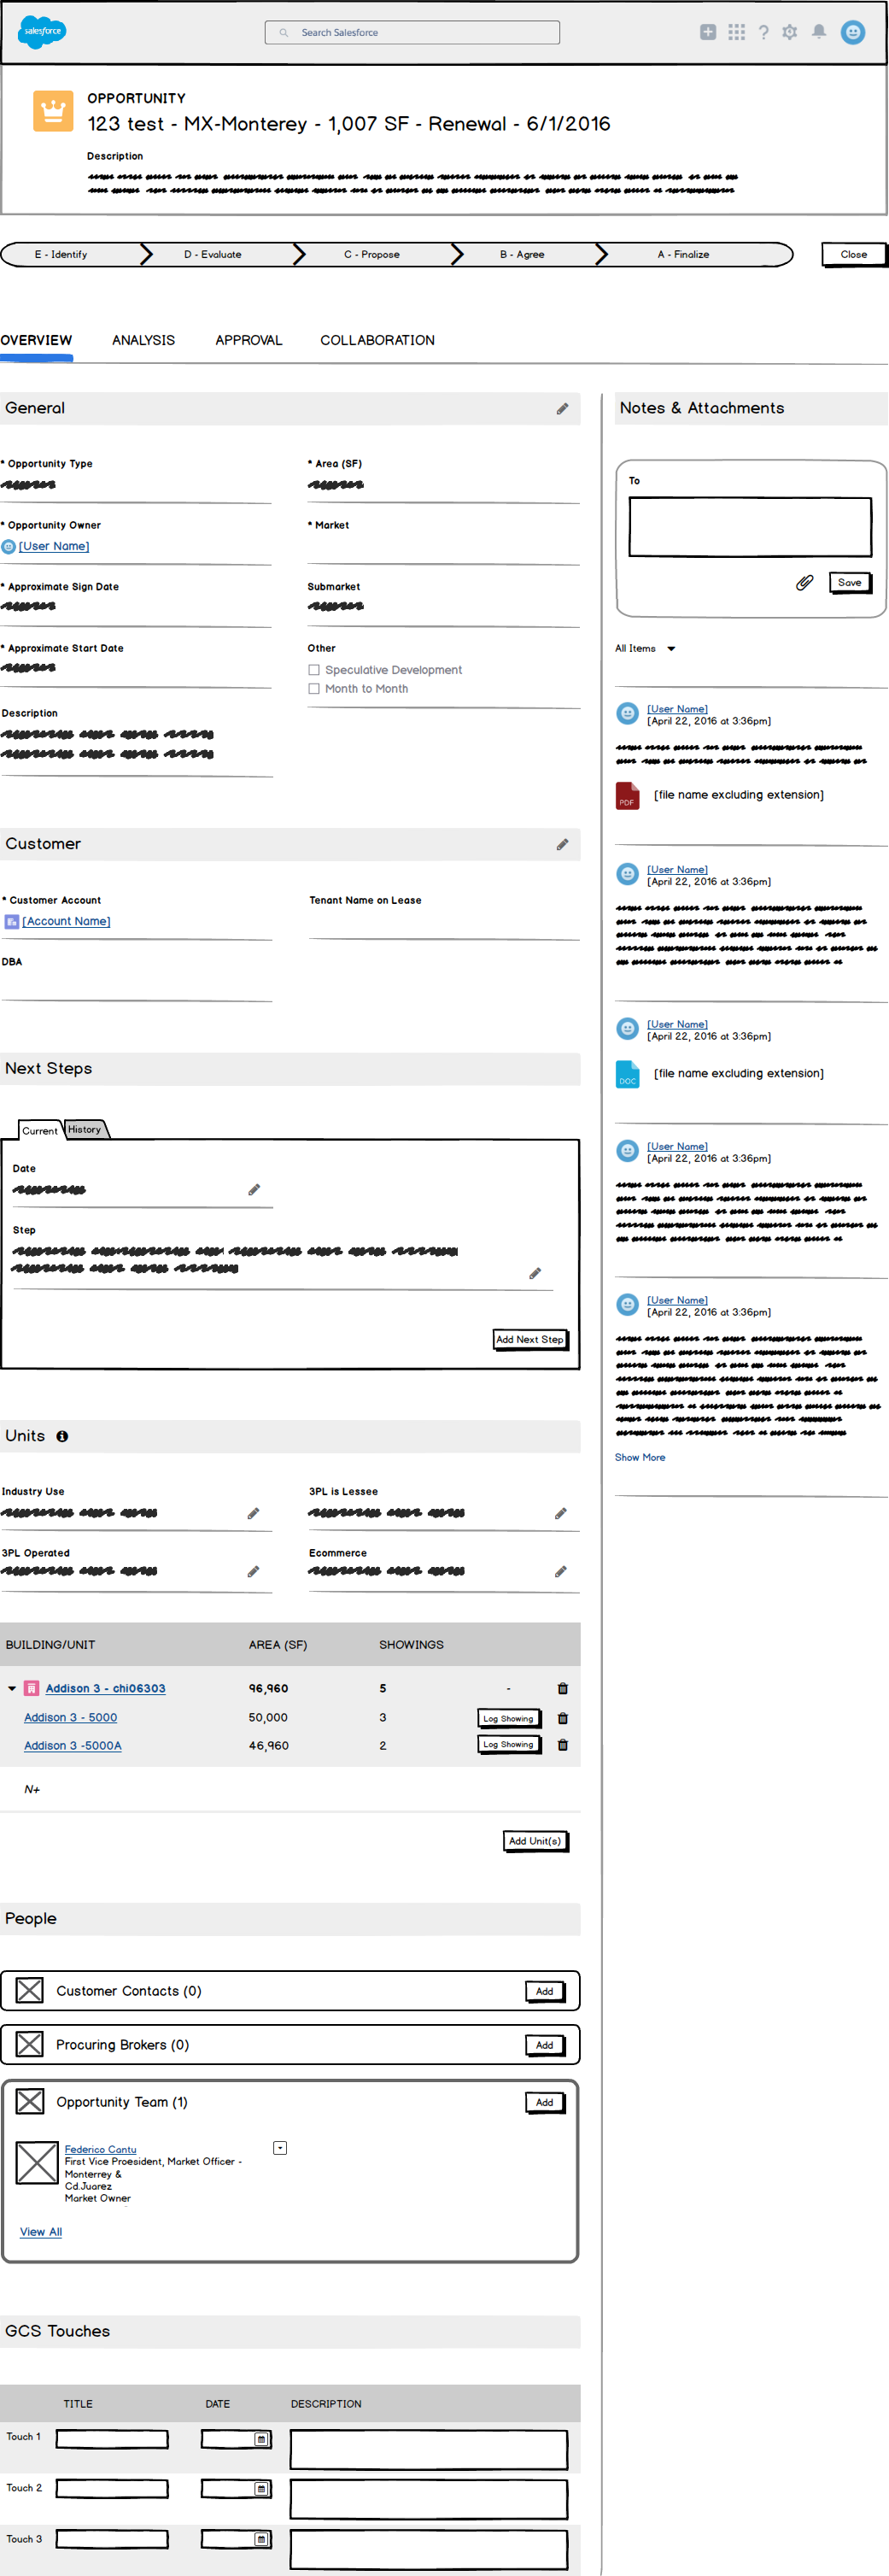 salesforce
Search Salesforce
OPPORTUNITY
123 test - MX-Monterey - 1,007 SF - Renewal - 6/1/2016
Description
E - Identify
D - Evaluate
C - Propose
B - Agree
A - Finalize
Close
OVERVIEW
ANALYSIS
APPROVAL
COLLABORATION
General
* Opportunity Type
* Area (SF)
* Opportunity Owner
[User Name]
* Market
* Approximate Sign Date
Submarket
* Approximate Start Date
Other
Speculative Development
Month to Month
Description
Customer
* Customer Account
[Account Name]
Tenant Name on Lease
DBA
Next Steps
Current
History
Date
Step
Add Next Step
Units
Industry Use
3PL is Lessee
3PL Operated
Ecommerce
BUILDING/UNIT AREA (SF) SHOWINGS
Addison 3 - chi06303 96,960 5 -
Addison 3 - 5000 50,000 3 Log Showing
Addison 3 -5000A 46,960 2 Log Showing
N+
Add Unit(s)
People
Customer Contacts (0) Add
Procuring Brokers (0) Add
Opportunity Team (1) Add
Federico Cantu
First Vice Proesident, Market Officer -
Monterrey &
Cd.Juarez
Market Owner
View All
GCS Touches
TITLE DATE DESCRIPTION
Touch 1
Touch 2
Touch 3
Notes & Attachments
To
Save
All Items
[User Name]
[April 22, 2016 at 3:36pm]
PDF
[file name excluding extension]
[User Name]
[April 22, 2016 at 3:36pm]
[User Name]
[April 22, 2016 at 3:36pm]
DOC
[file name excluding extension]
[User Name]
[April 22, 2016 at 3:36pm]
[User Name]
[April 22, 2016 at 3:36pm]
Show More